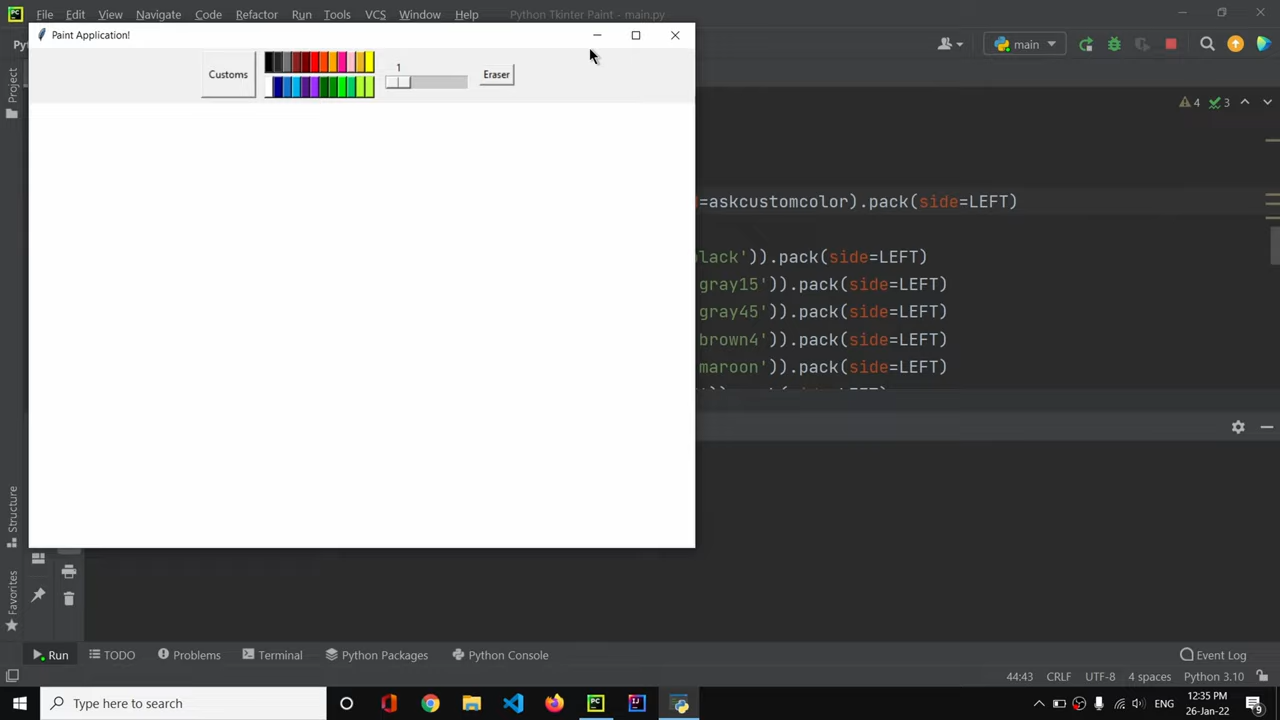 File Edit View Navigate Code Refactor Run Tools VCS Window Help Python Tkinter Paint - main.py
Paint Application!
main
Customs
1
Eraser
4 3
Project
=askcustomcolor).pack(side=LEFT)
lack')).pack(side=LEFT)
gray15')).pack(side=LEFT)
gray45')).pack(side=LEFT)
brown4')).pack(side=LEFT)
maroon')).pack(side=LEFT)
Structure
Favorites
Run TODO Problems Terminal Python Packages Python Console Event Log
44:43 CRLF UTF-8 4 spaces Python 3.10
Type here to search
ENG
12:35 PM
26-Jan-22